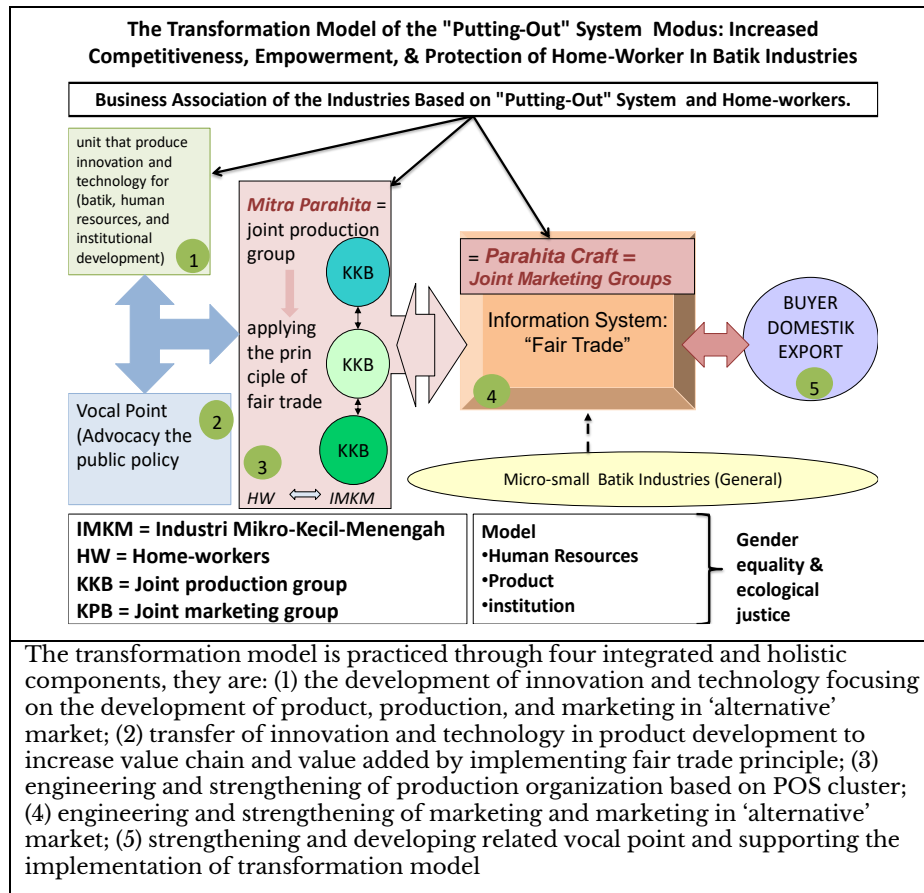 The Transformation Model of the "Putting-Out" System Modus: Increased
Competitiveness, Empowerment, & Protection of Home-Worker In Batik Industries
Business Association of the Industries Based on "Putting-Out" System and Home-workers.
unit that produce
innovation and
technology for
(batik, human
resources, and
institutional
development)
1
Vocal Point
(Advocacy the
public policy
2
Mitra Parahita =
joint production
group
applying
the prin
ciple of
fair trade
KKB
KKB
KKB
3
HW
IMKM
= Parahita Craft =
Joint Marketing Groups
Information System:
“Fair Trade”
4
BUYER
DOMESTIK
EXPORT
5
Micro-small Batik Industries (General)
IMKM = Industri Mikro-Kecil-Menengah
HW = Home-workers
KKB = Joint production group
KPB = Joint marketing group
Model
•Human Resources
•Product
•institution
Gender
equality &
ecological
justice
The transformation model is practiced through four integrated and holistic
components, they are: (1) the development of innovation and technology focusing
on the development of product, production, and marketing in ‘alternative’
market; (2) transfer of innovation and technology in product development to
increase value chain and value added by implementing fair trade principle; (3)
engineering and strengthening of production organization based on POS cluster;
(4) engineering and strengthening of marketing and marketing in ‘alternative’
market; (5) strengthening and developing related vocal point and supporting the
implementation of transformation model